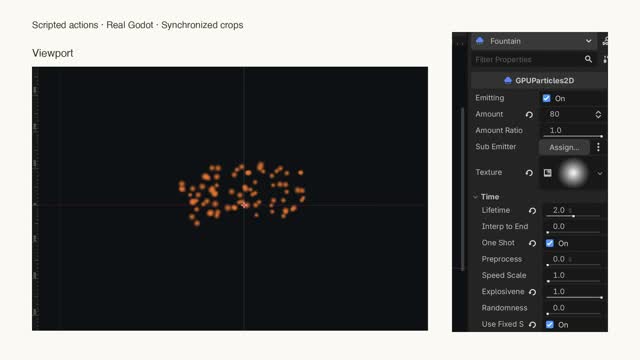 Scripted actions · Real Godot · Synchronized crops
Viewport
Fountain
Filter Properties
GPUParticles2D
Emitting On
Amount 80
Amount Ratio 1.0
Sub Emitter Assign...
Texture
Time
Lifetime 2.0 s
Interp to End 0.0
One Shot On
Preprocess 0.0 s
Speed Scale 1.0
Explosivene 1.0
Randomness 0.0
Use Fixed S On